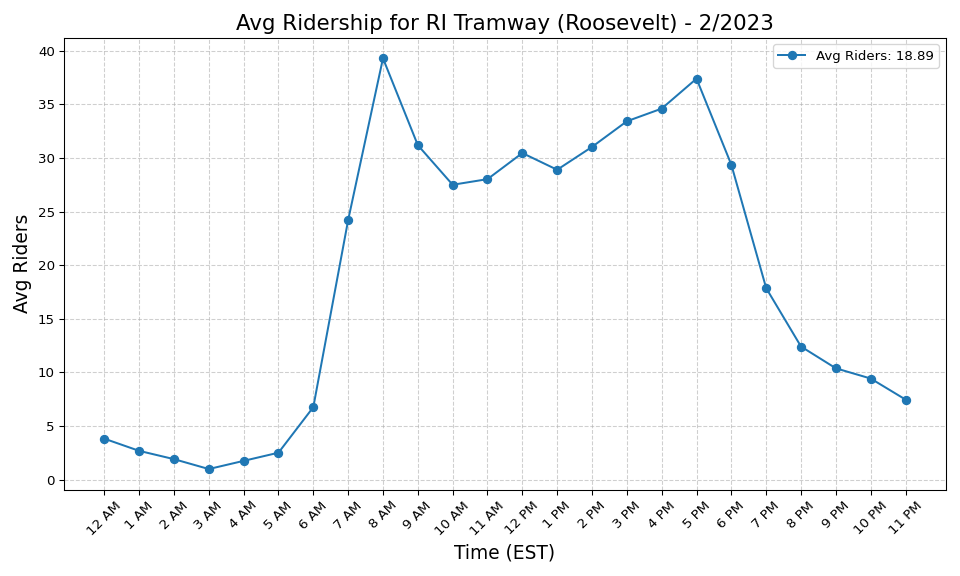 Avg Ridership for RI Tramway (Roosevelt) - 2/2023
Avg Riders: 18.89
Avg Riders
40
35
30
25
20
15
10
5
0
12 AM
1 AM
2 AM
3 AM
4 AM
5 AM
6 AM
7 AM
8 AM
9 AM
10 AM
11 AM
12 PM
1 PM
2 PM
3 PM
4 PM
5 PM
6 PM
7 PM
8 PM
9 PM
10 PM
11 PM
Time (EST)